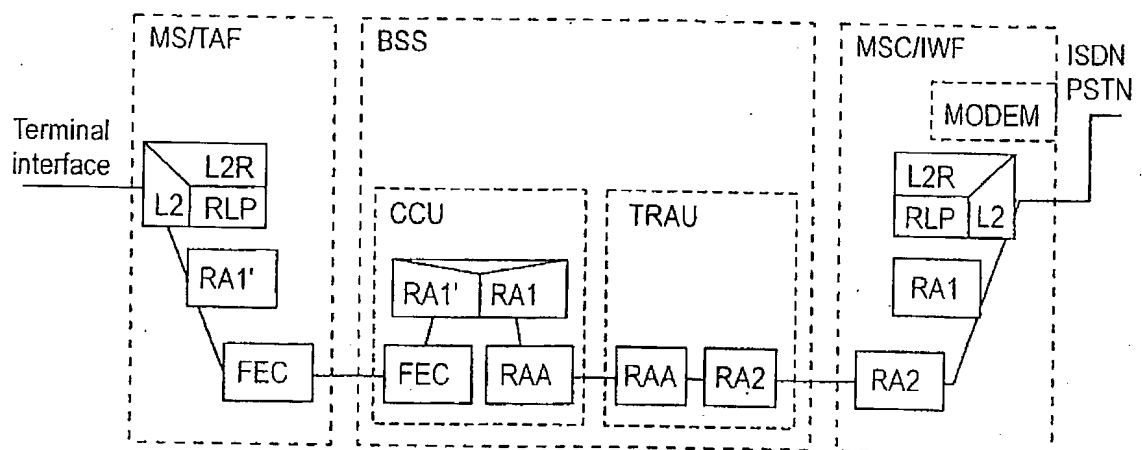 MS/TAF
BSS
MSC/IWF
ISDN
PSTN
MODEM
Terminal
interface
L2R
L2
RLP
L2R
RLP
L2
CCU
TRAU
RA1'
RA1'
RA1
RA1
FEC
FEC
RAA
RAA
RA2
RA2